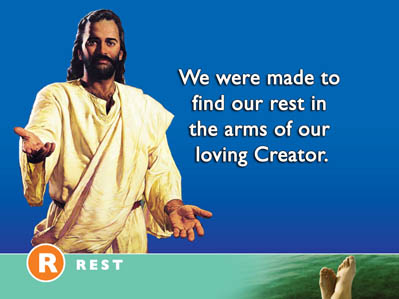 We were made to
find our rest in
the arms of our
loving Creator.
R REST